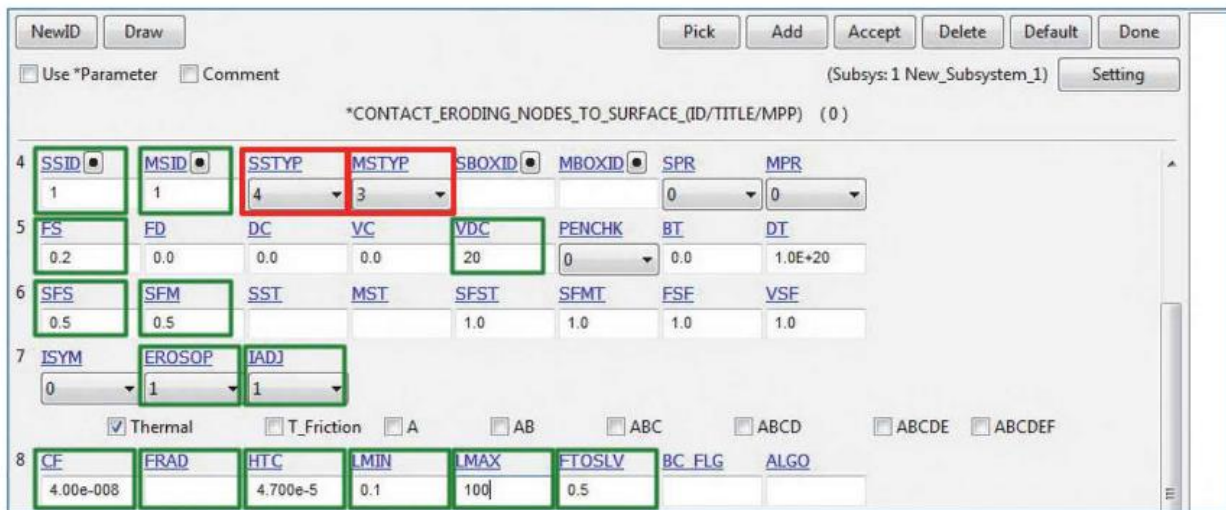 NewID Draw Pick Add Accept Delete Default Done
Use *Parameter Comment (Subsys: 1 New_Subsystem_1) Setting
*CONTACT_ERODING_NODES_TO_SURFACE_(ID/TITLE/MPP) (0)
4 SSID MSID SSTYP MSTYP SBOXID MBOXID SPR MPR
1 1 4 3 0 0
5 FS FD DC VC VDC PENCHK BT DT
0.2 0.0 0.0 0.0 20 0 0.0 1.0E+20
6 SFS SFM SST MST SFST SFMT FSF VSF
0.5 0.5 1.0 1.0 1.0 1.0
7 ISYM EROSOP IADJ
0 1 1
Thermal T_Friction A AB ABC ABCD ABCDE ABCDEF
8 CF FRAD HTC LMIN LMAX FTOSLV BC_FLG ALGO
4.00e-008 4.700e-5 0.1 100 0.5